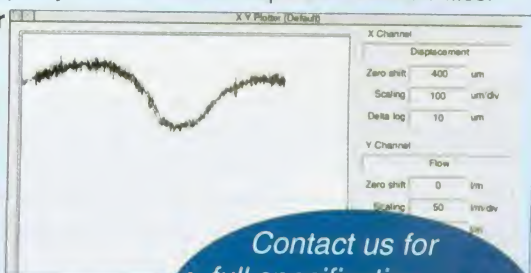 X Y Plotter (Default)
X Channel
Displacement
Zero shift 400 um
Scaling 100 um/div
Delta log 10 um
Y Channel
Flow
Zero shift 0 l/m
Scaling 50 l/m/div
Contact us for
full specification